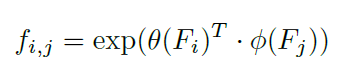 f_{i,j} = exp(θ(F_i)^T · ϕ(F_j))